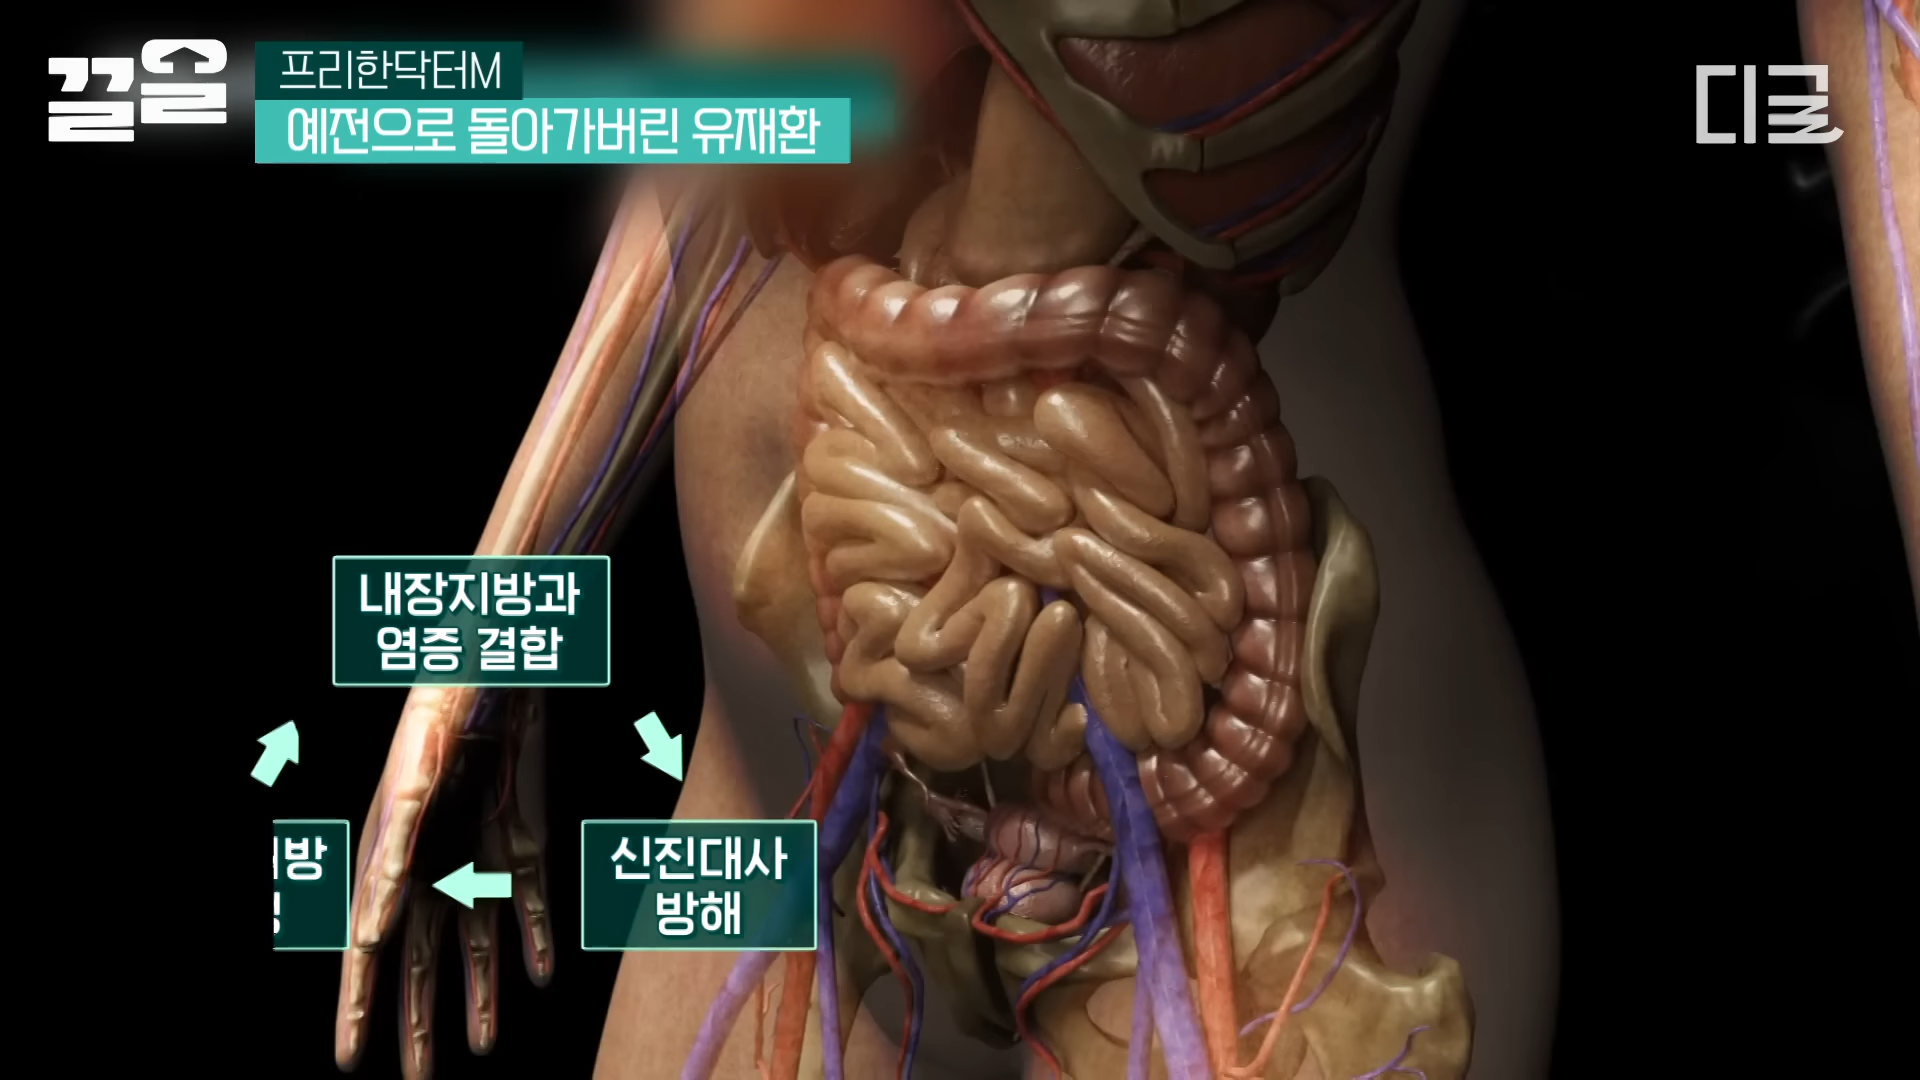 끌올
프리한닥터M
예전으로 돌아가버린 유재환
디글
내장지방과
염증 결합
방
신진대사
방해